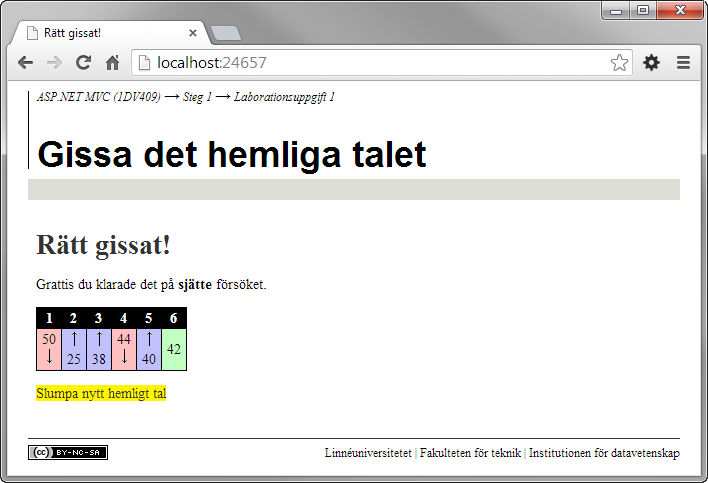 Rätt gissat!
localhost:24657
ASP.NET MVC (1DV409) → Steg 1 → Laborationsuppgift 1
Gissa det hemliga talet
Rätt gissat!
Grattis du klarade det på sjätte försöket.
1 2 3 4 5 6
50 ↑ ↑ 44 ↑ 42
↓ 25 38 ↓ 40
Slumpa nytt hemligt tal
(cc) BY-NC-SA
Linnéuniversitetet | Fakulteten för teknik | Institutionen för datavetenskap